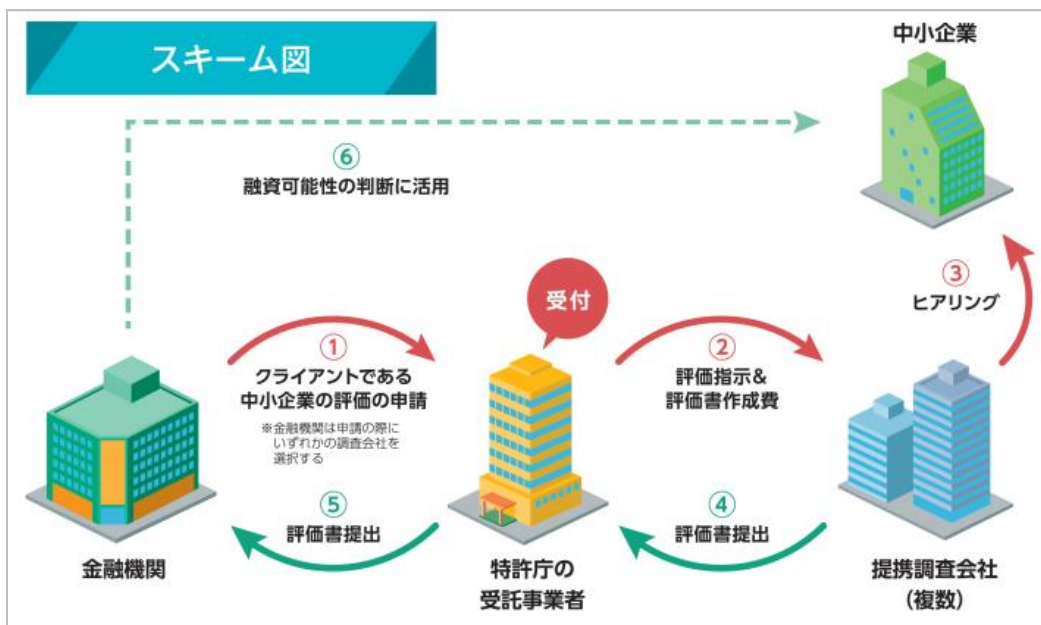 スキーム図
中小企業
⑥
融資可能性の判断に活用
受付
③
ヒアリング
①
クライアントである
中小企業の評価の申請
※金融機関は申請の際に
いずれかの調査会社を
選択する
②
評価指示＆
評価書作成費
⑤
評価書提出
④
評価書提出
金融機関
特許庁の
受託事業者
提携調査会社
(複数)